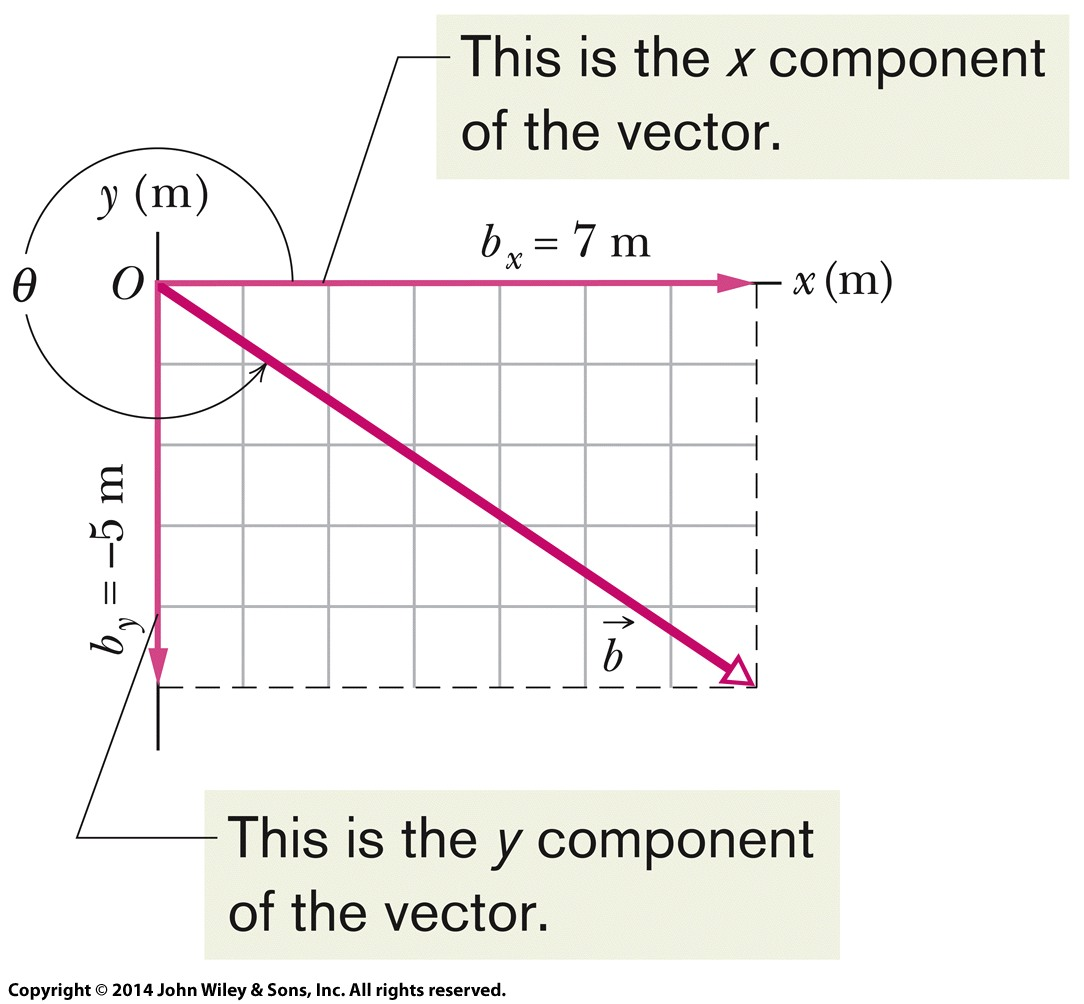 This is the x component
of the vector.
y (m)
b_x = 7 m
θ
O
x (m)
b_y = −5 m
b⃗
This is the y component
of the vector.
Copyright © 2014 John Wiley & Sons, Inc. All rights reserved.